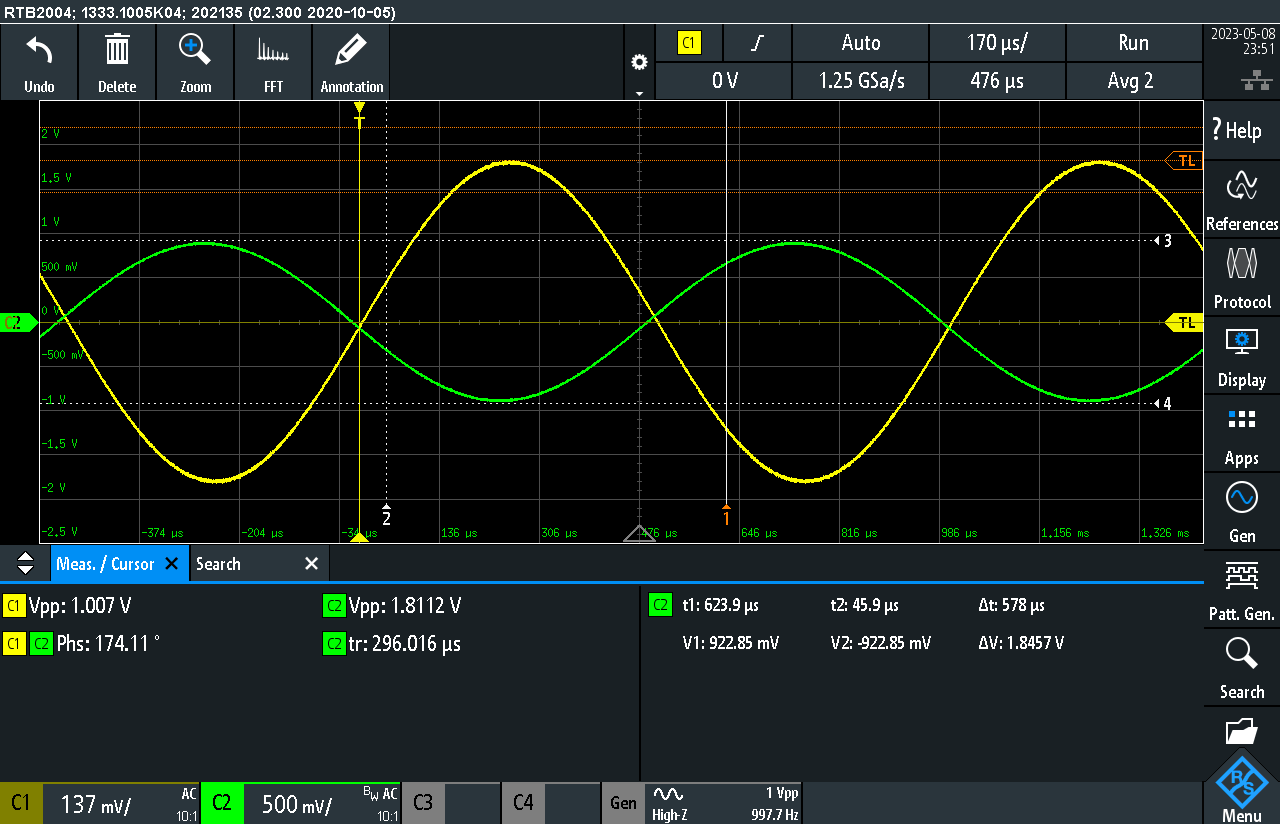 RTB2004; 1333.1005K04; 202135 (02.300 2020-10-05)
Undo
Delete
Zoom
FFT
Annotation
C1
Auto
170 µs/
Run
0 V
1.25 GSa/s
476 µs
Avg 2
2023-05-08
23:51
T
2 V
1.5 V
1 V
500 mV
0 V
-500 mV
-1 V
-1.5 V
-2 V
-2.5 V
TL
3
C2
TL
4
2
1
-374 µs
-204 µs
-34 µs
136 µs
306 µs
476 µs
646 µs
816 µs
986 µs
1.156 ms
1.326 ms
? Help
References
Protocol
Display
Apps
Gen
Patt. Gen.
Search
Menu
Meas. / Cursor
Search
C1 Vpp: 1.007 V
C2 Vpp: 1.8112 V
C1 C2 Phs: 174.11 °
C2 tr: 296.016 µs
C2 t1: 623.9 µs t2: 45.9 µs Δt: 578 µs
V1: 922.85 mV V2: -922.85 mV ΔV: 1.8457 V
C1 137 mV/ AC 10:1
C2 500 mV/ BW AC 10:1
C3
C4
Gen
High-Z
1 Vpp
997.7 Hz
R&S